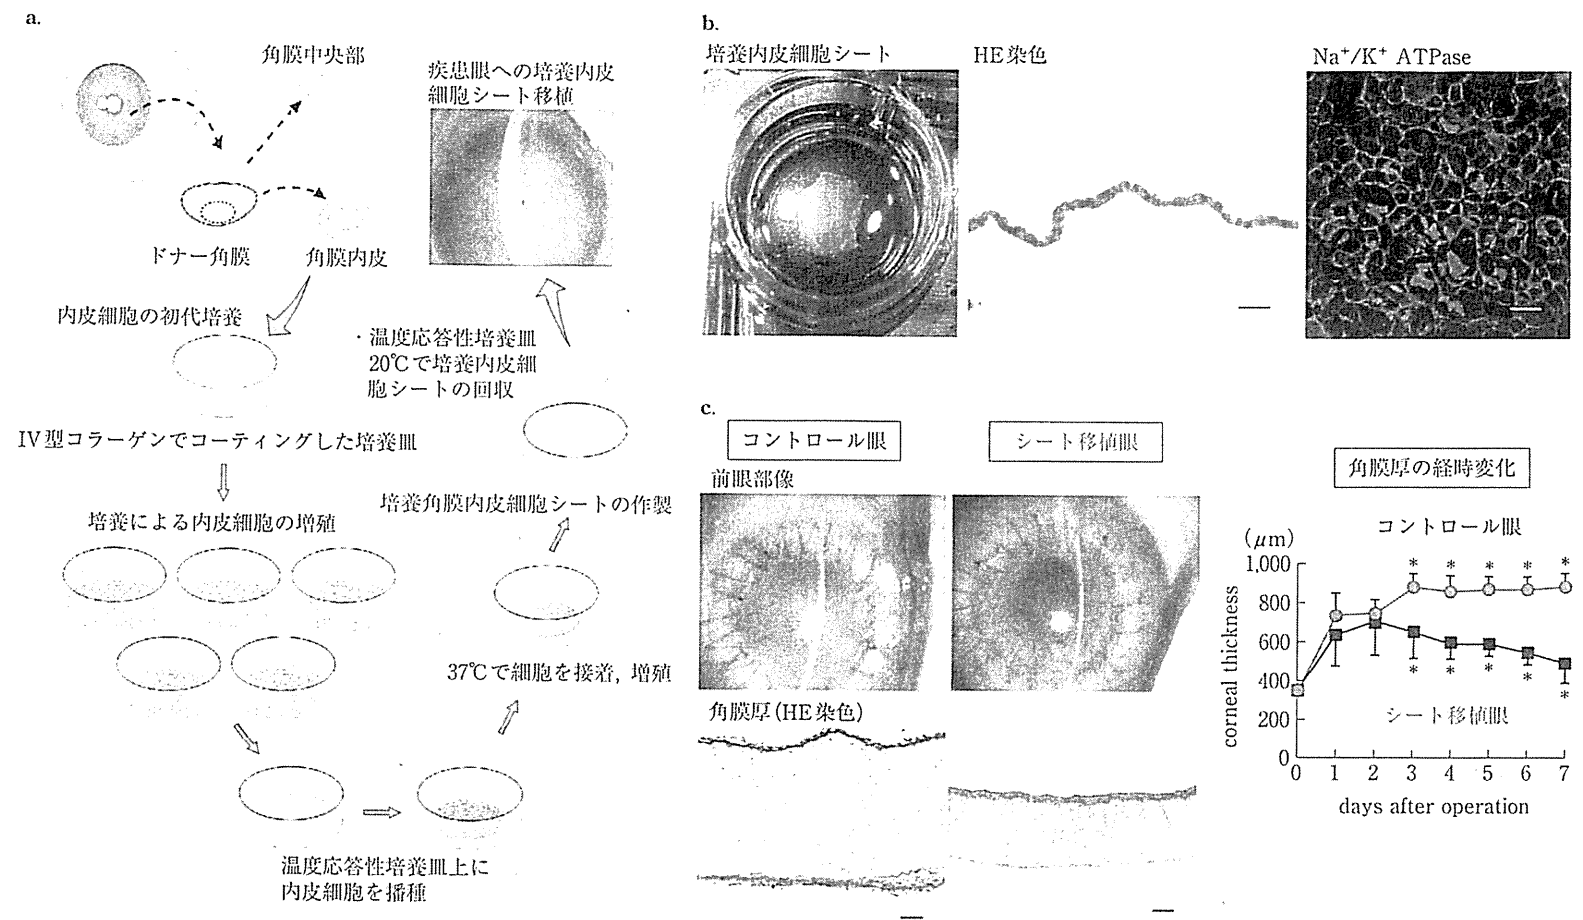 a.
角膜中央部
疾患眼への培養内皮
細胞シート移植
ドナー角膜
角膜内皮
内皮細胞の初代培養
・温度応答性培養皿
20℃で培養内皮細
胞シートの回収
IV型コラーゲンでコーティングした培養皿
培養による内皮細胞の増殖
培養角膜内皮細胞シートの作製
37℃で細胞を接着，増殖
温度応答性培養皿上に
内皮細胞を播種
b.
培養内皮細胞シート
HE染色
Na⁺/K⁺ ATPase
c.
コントロール眼
シート移植眼
前眼部像
角膜厚(HE染色)
角膜厚の経時変化
コントロール眼
(μm)
1,000
800
600
400
200
0
corneal thickness
* * * * *
* * * * *
シート移植眼
0 1 2 3 4 5 6 7
days after operation